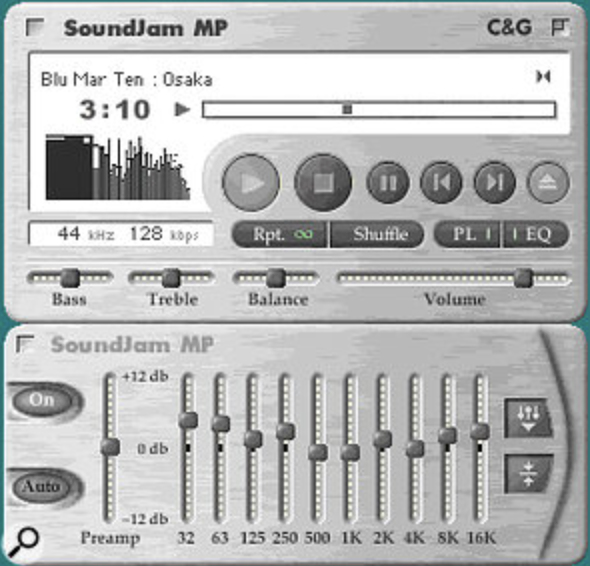 SoundJam MP C&G
Blu Mar Ten : Osaka
3:10
44 kHz 128 kbps Rpt. ∞ Shuffle PL EQ
Bass Treble Balance Volume
SoundJam MP
+12 db
On
0 db
Auto
-12 db
Preamp 32 63 125 250 500 1K 2K 4K 8K 16K